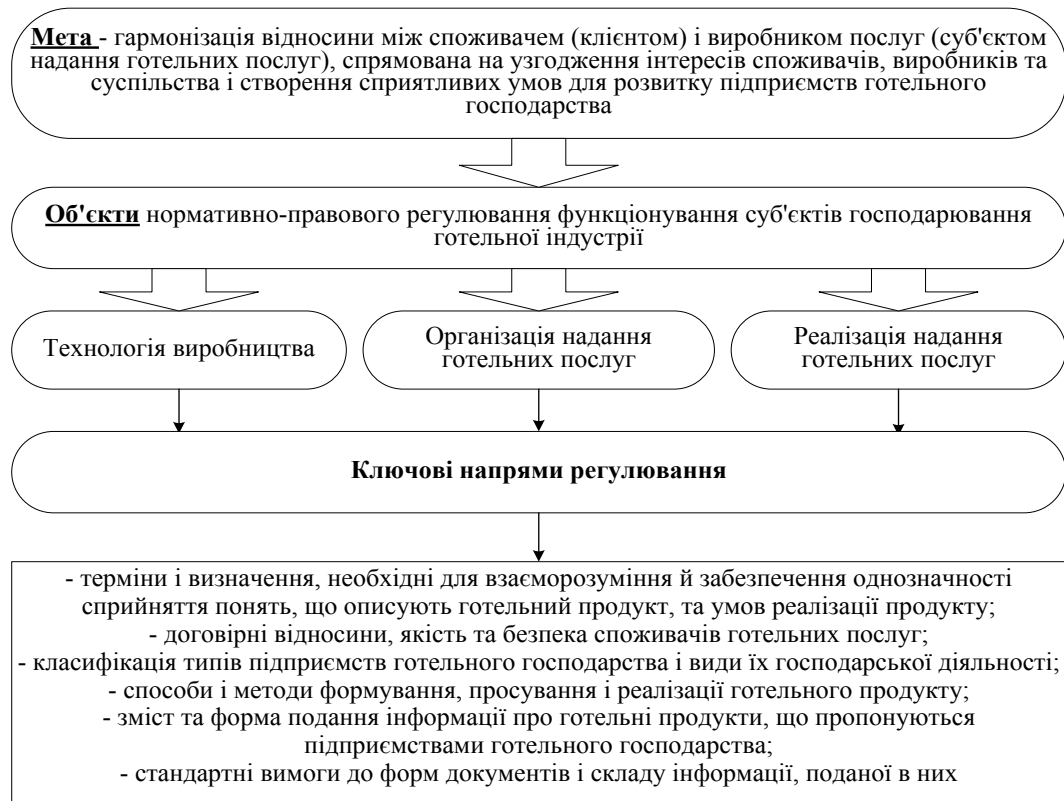 Мета - гармонізація відносини між споживачем (клієнтом) і виробником послуг (суб'єктом
надання готельних послуг), спрямована на узгодження інтересів споживачів, виробників та
суспільства і створення сприятливих умов для розвитку підприємств готельного
господарства
Об'єкти нормативно-правового регулювання функціонування суб'єктів господарювання
готельної індустрії
Технологія виробництва
Організація надання
готельних послуг
Реалізація надання
готельних послуг
Ключові напрями регулювання
- терміни і визначення, необхідні для взаєморозуміння й забезпечення однозначності
сприйняття понять, що описують готельний продукт, та умов реалізації продукту;
- договірні відносини, якість та безпека споживачів готельних послуг;
- класифікація типів підприємств готельного господарства і види їх господарської діяльності;
- способи і методи формування, просування і реалізації готельного продукту;
- зміст та форма подання інформації про готельні продукти, що пропонуються
підприємствами готельного господарства;
- стандартні вимоги до форм документів і складу інформації, поданої в них